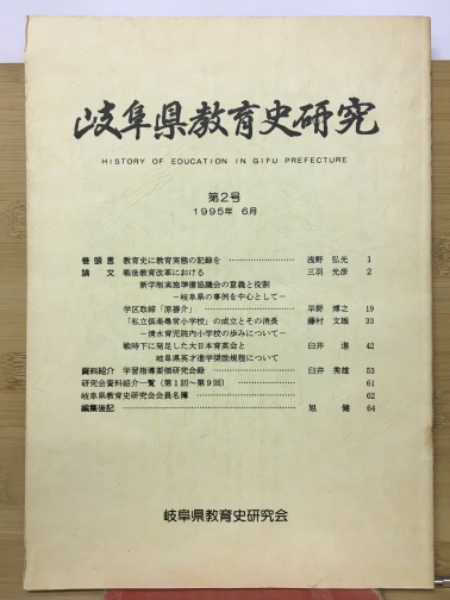 岐阜県教育史研究
HISTORY OF EDUCATION IN GIFU PREFECTURE
第2号
1995年 6月
巻頭言 教育史に教育実態の記録を ………… 浅野 弘光 1
論文 戦後教育改革における 三羽 光彦 2
新学制実施準備協議会の意義と役割
−岐阜県の事例を中心として−
学区取締「原善介」 ………… 早野 博之 19
「私立倶楽尋常小学校」の成立とその消長 藤村 文雄 33
−清水育児院内小学校の歩みについて−
戦時下に発足した大日本育英会と 臼井 進 42
岐阜県英才進学奨励規程について
資料紹介 学習指導要領研究会録 ………… 臼井 秀雄 53
研究会資料紹介一覧(第1回〜第9回) ………… 61
岐阜県教育史研究会会員名簿 ………… 62
編集後記 ………… 旭 健 64
岐阜県教育史研究会